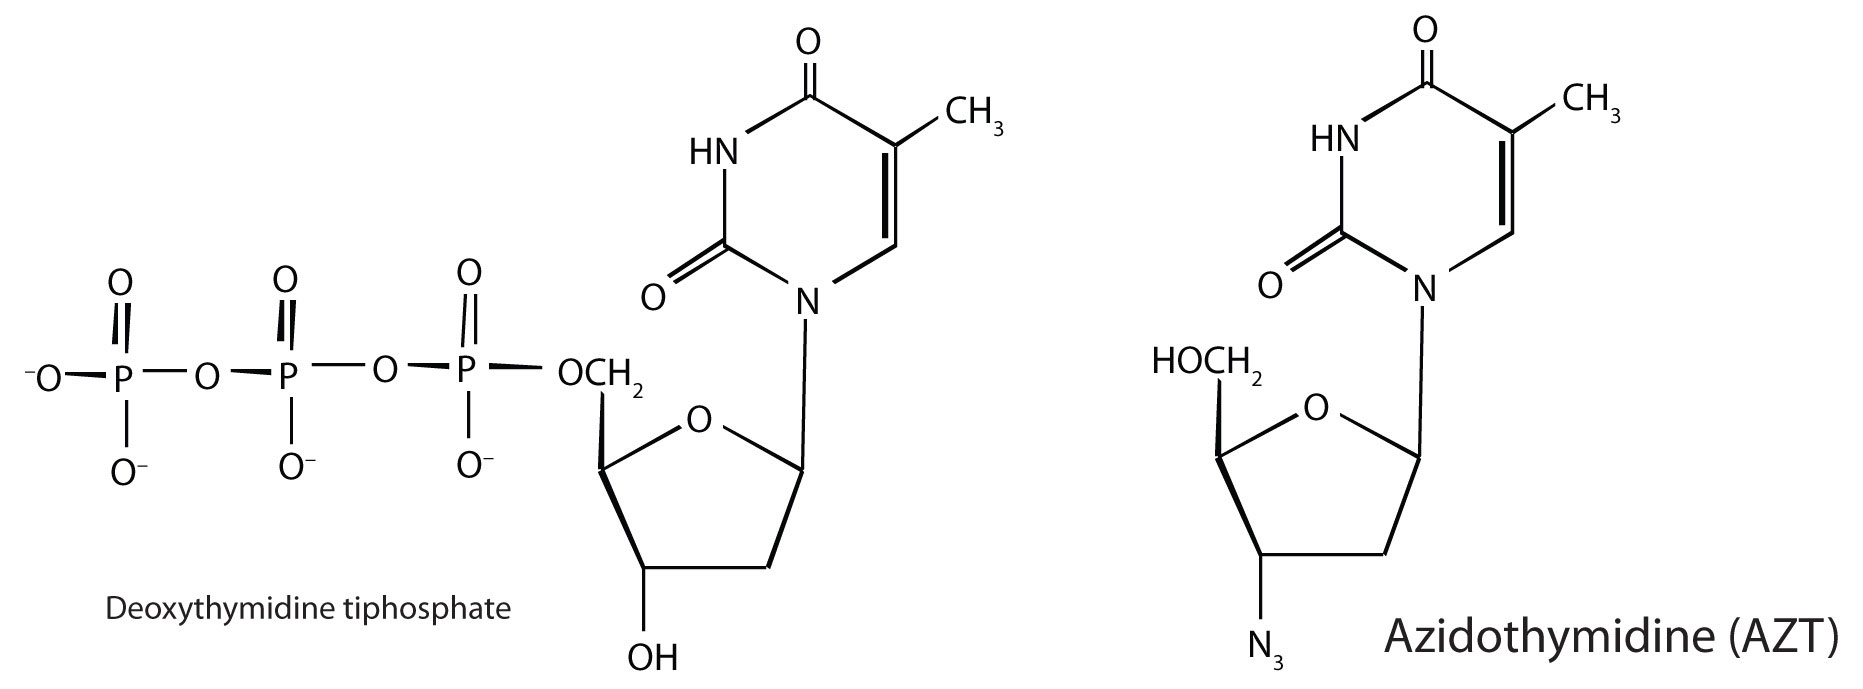 O
CH₃
HN
O
N
O
O
O
⁻O
P
O
P
O
P
OCH₂
O
O⁻
O⁻
O⁻
OH
Deoxythymidine tiphosphate
O
CH₃
HN
O
N
HOCH₂
O
N₃
Azidothymidine (AZT)